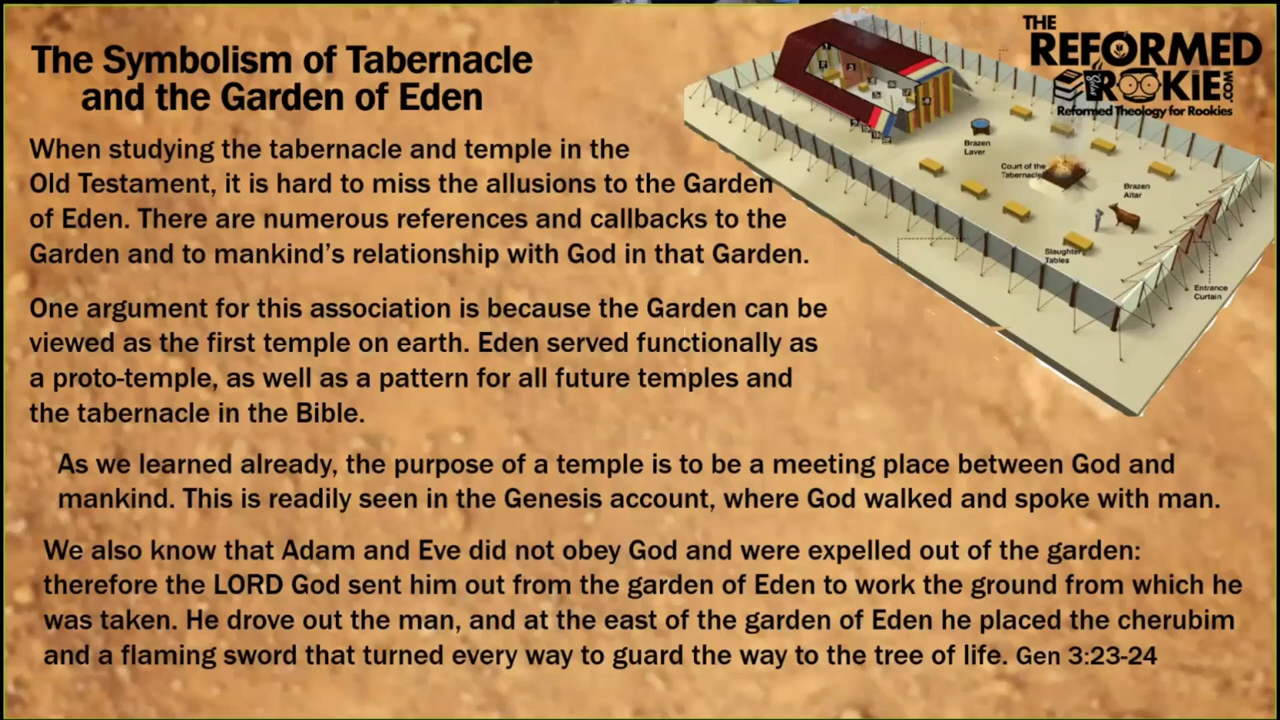 The Symbolism of Tabernacle
and the Garden of Eden
When studying the tabernacle and temple in the
Old Testament, it is hard to miss the allusions to the Garden
of Eden. There are numerous references and callbacks to the
Garden and to mankind's relationship with God in that Garden.
One argument for this association is because the Garden can be
viewed as the first temple on earth. Eden served functionally as
a proto-temple, as well as a pattern for all future temples and
the tabernacle in the Bible.
As we learned already, the purpose of a temple is to be a meeting place between God and
mankind. This is readily seen in the Genesis account, where God walked and spoke with man.
We also know that Adam and Eve did not obey God and were expelled out of the garden:
therefore the LORD God sent him out from the garden of Eden to work the ground from which he
was taken. He drove out the man, and at the east of the garden of Eden he placed the cherubim
and a flaming sword that turned every way to guard the way to the tree of life. Gen 3:23-24
THE
REFORMED
ROOKiE.COM
Reformed Theology for Rookies
Brazen
Laver
Court of the
Tabernacle
Brazen
Altar
Slaughter
Tables
Entrance
Curtain